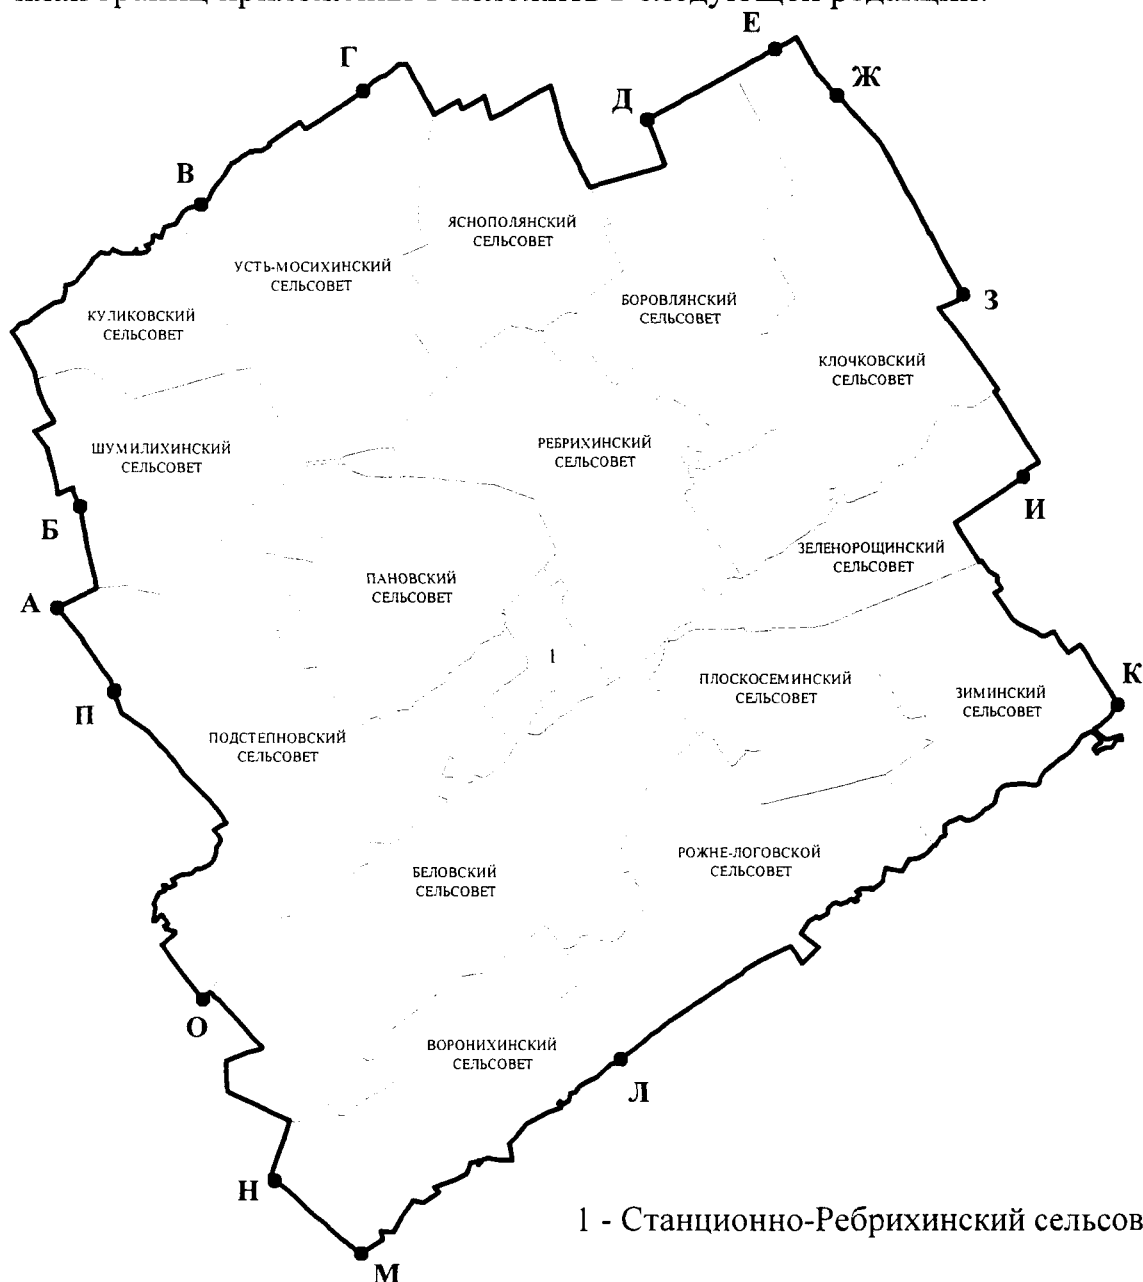 Е
Г
Ж
Д
В
ЯСНОПОЛЯНСКИЙ
СЕЛЬСОВЕТ
УСТЬ-МОСИХИНСКИЙ
СЕЛЬСОВЕТ
З
БОРОВЛЯНСКИЙ
СЕЛЬСОВЕТ
КУЛИКОВСКИЙ
СЕЛЬСОВЕТ
КЛОЧКОВСКИЙ
СЕЛЬСОВЕТ
ШУМИЛИХИНСКИЙ
СЕЛЬСОВЕТ
РЕБРИХИНСКИЙ
СЕЛЬСОВЕТ
Б
И
ЗЕЛЕНОРОЩИНСКИЙ
СЕЛЬСОВЕТ
ПАНОВСКИЙ
СЕЛЬСОВЕТ
А
1
К
ПЛОСКОСЕМИНСКИЙ
СЕЛЬСОВЕТ
ЗИМИНСКИЙ
СЕЛЬСОВЕТ
П
ПОДСТЕПНОВСКИЙ
СЕЛЬСОВЕТ
РОЖНЕ-ЛОГОВСКОЙ
СЕЛЬСОВЕТ
БЕЛОВСКИЙ
СЕЛЬСОВЕТ
О
ВОРОНИХИНСКИЙ
СЕЛЬСОВЕТ
Л
Н
1 - Станционно-Ребрихинский сельсов
М